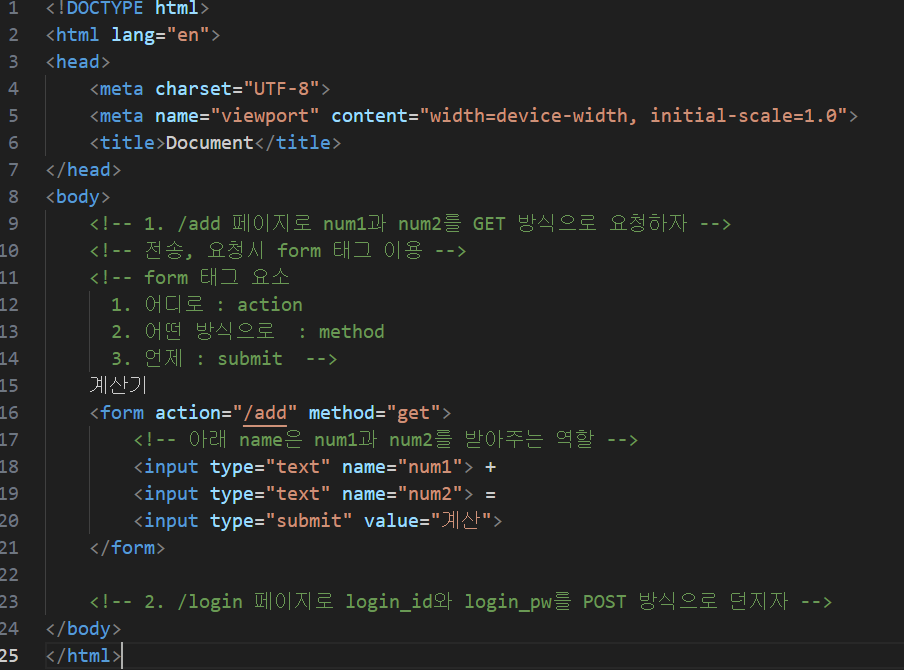 1 <!DOCTYPE html>
2 <html lang="en">
3 <head>
4     <meta charset="UTF-8">
5     <meta name="viewport" content="width=device-width, initial-scale=1.0">
6     <title>Document</title>
7 </head>
8 <body>
9     <!-- 1. /add 페이지로 num1과 num2를 GET 방식으로 요청하자 -->
10     <!-- 전송, 요청시 form 태그 이용 -->
11     <!-- form 태그 요소
12       1. 어디로 : action
13       2. 어떤 방식으로  : method
14       3. 언제 : submit  -->
15     계산기
16     <form action="/add" method="get">
17         <!-- 아래 name은 num1과 num2를 받아주는 역할 -->
18         <input type="text" name="num1"> +
19         <input type="text" name="num2"> =
20         <input type="submit" value="계산">
21     </form>
22
23     <!-- 2. /login 페이지로 login_id와 login_pw를 POST 방식으로 던지자 -->
24 </body>
25 </html>